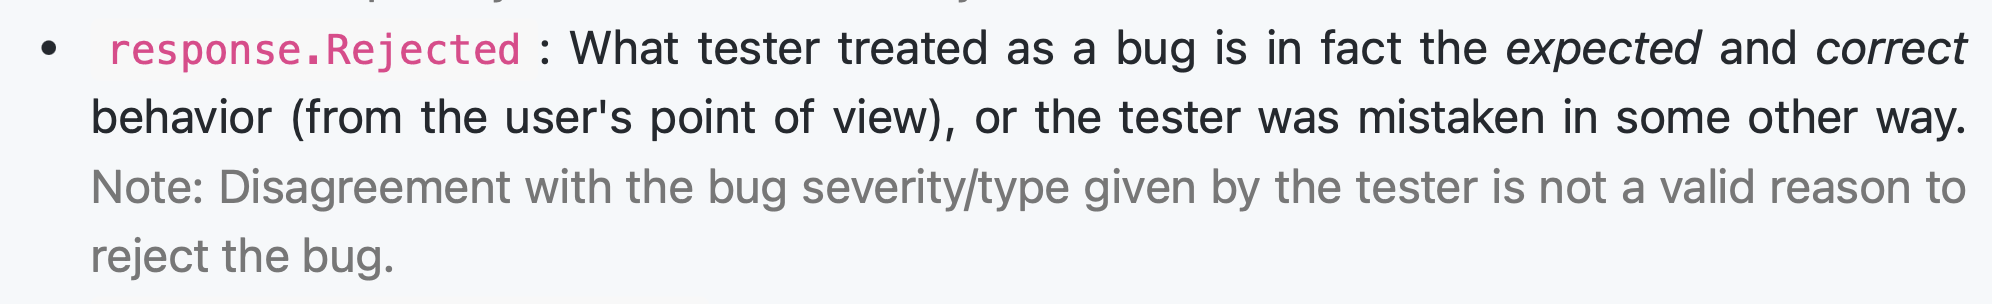 • response.Rejected : What tester treated as a bug is in fact the expected and correct
behavior (from the user's point of view), or the tester was mistaken in some other way.
Note: Disagreement with the bug severity/type given by the tester is not a valid reason to
reject the bug.